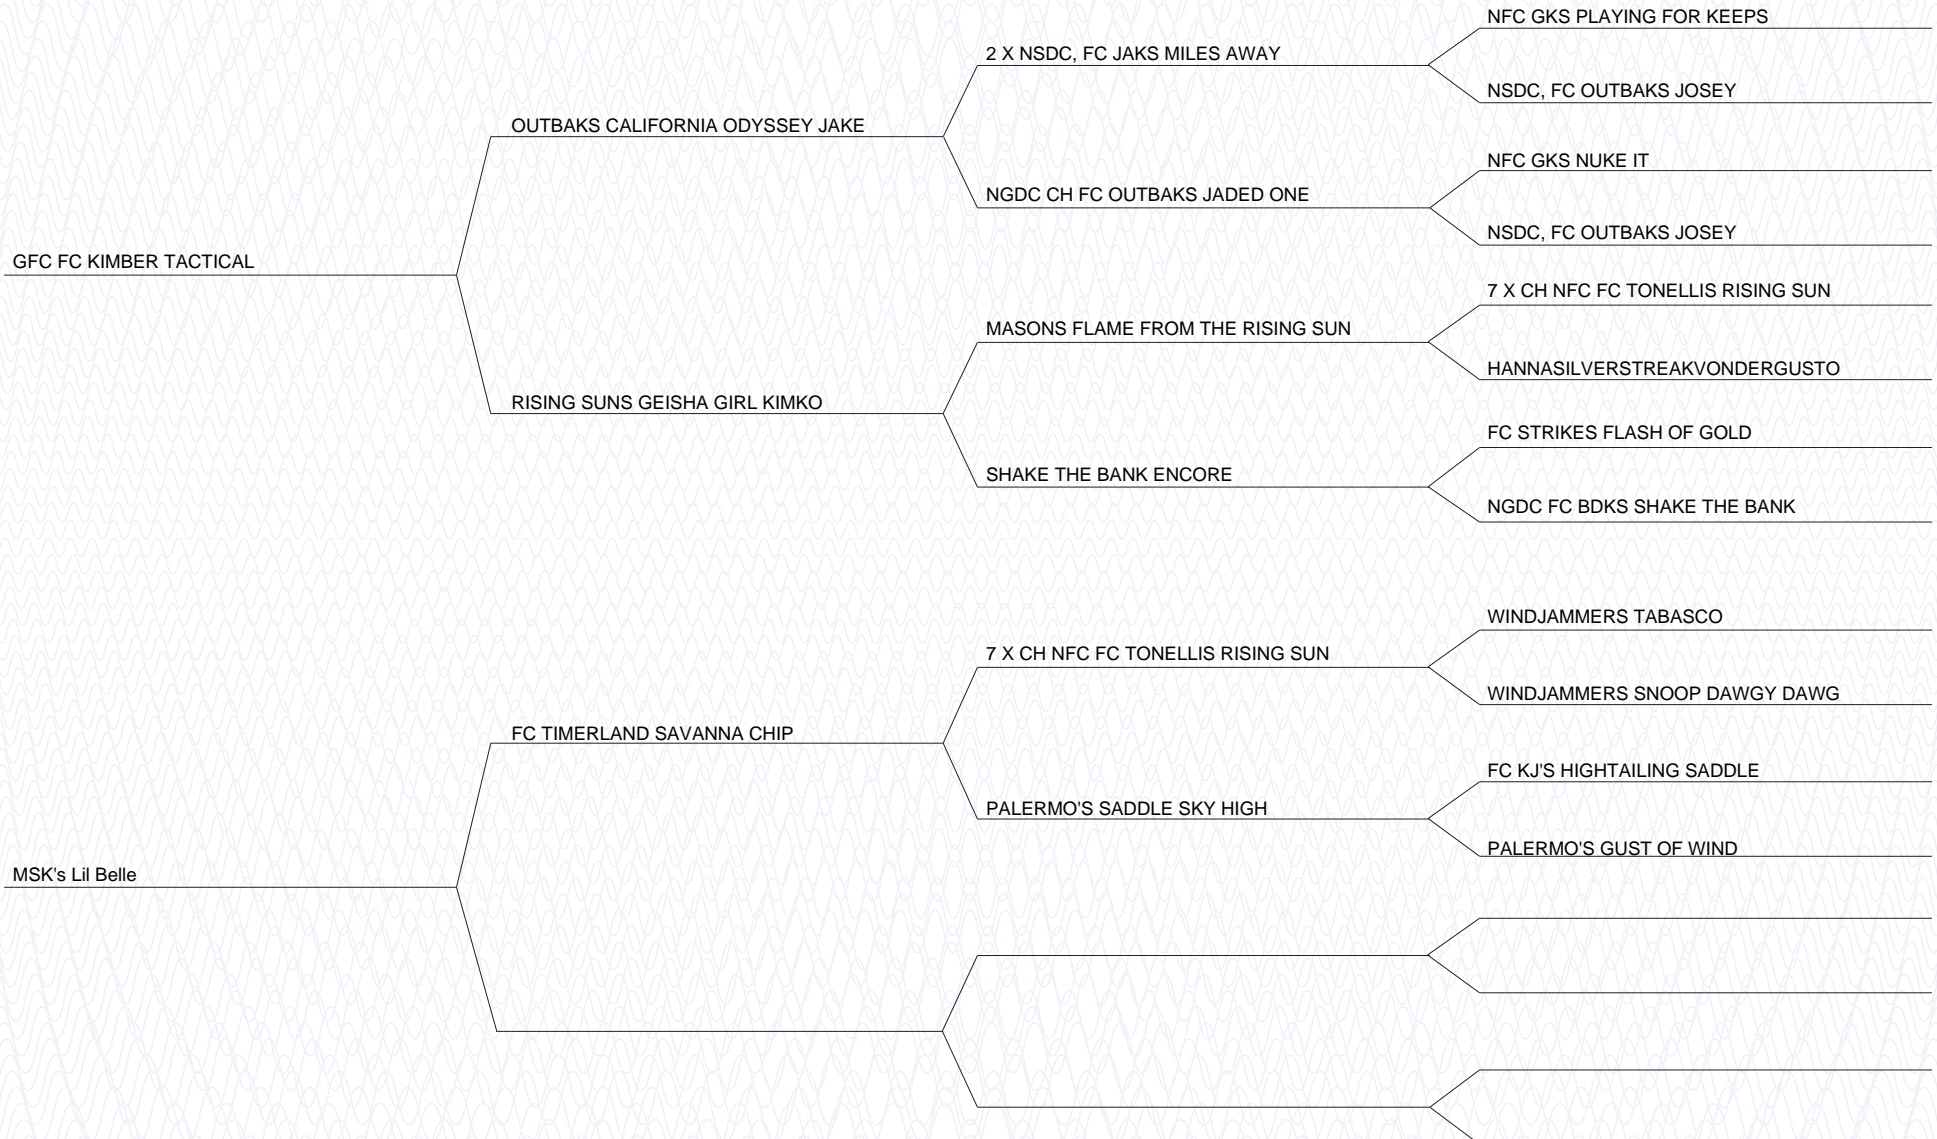 NFC GKS PLAYING FOR KEEPS
2 X NSDC, FC JAKS MILES AWAY
NSDC, FC OUTBAKS JOSEY
OUTBAKS CALIFORNIA ODYSSEY JAKE
NFC GKS NUKE IT
NGDC CH FC OUTBAKS JADED ONE
NSDC, FC OUTBAKS JOSEY
GFC FC KIMBER TACTICAL
7 X CH NFC FC TONELLIS RISING SUN
MASONS FLAME FROM THE RISING SUN
HANNASILVERSTREAKVONDERGUSTO
RISING SUNS GEISHA GIRL KIMKO
FC STRIKES FLASH OF GOLD
SHAKE THE BANK ENCORE
NGDC FC BDKS SHAKE THE BANK
WINDJAMMERS TABASCO
7 X CH NFC FC TONELLIS RISING SUN
WINDJAMMERS SNOOP DAWGY DAWG
FC TIMERLAND SAVANNA CHIP
FC KJ'S HIGHTAILING SADDLE
PALERMO'S SADDLE SKY HIGH
PALERMO'S GUST OF WIND
MSK's Lil Belle